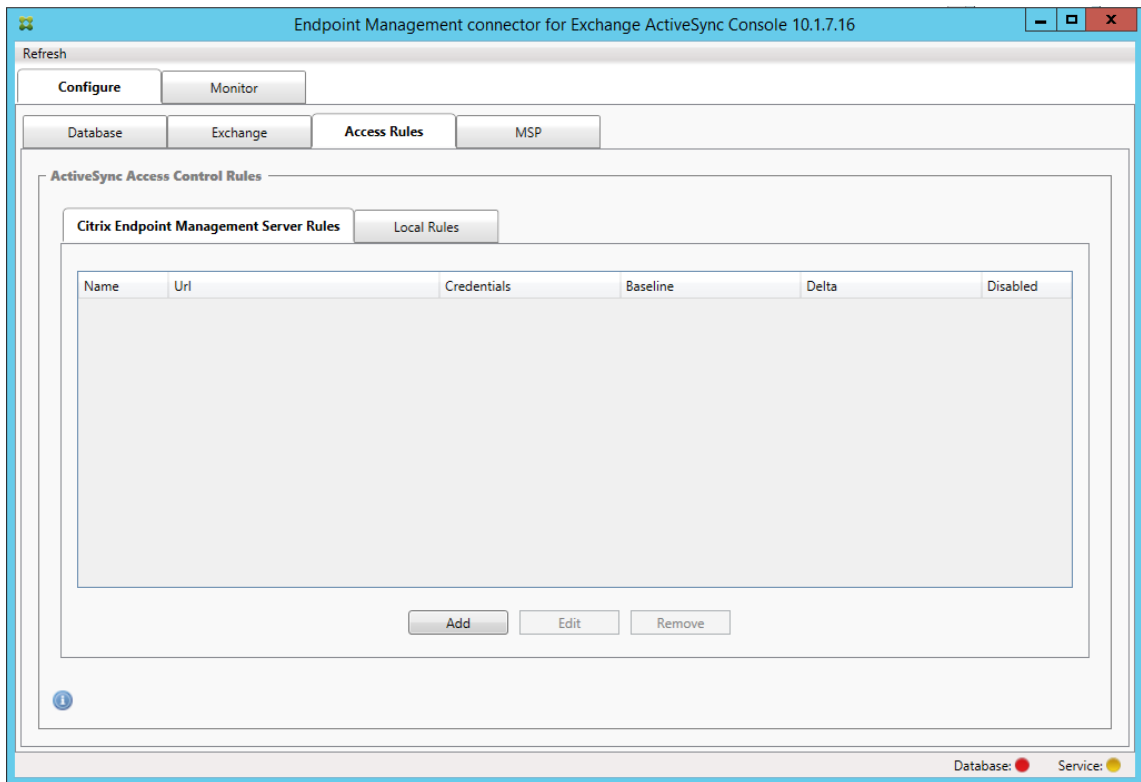 Endpoint Management connector for Exchange ActiveSync Console 10.1.7.16
Refresh
Configure Monitor
Database Exchange Access Rules MSP
ActiveSync Access Control Rules
Citrix Endpoint Management Server Rules Local Rules
Name Url Credentials Baseline Delta Disabled
Add Edit Remove
Database: Service: